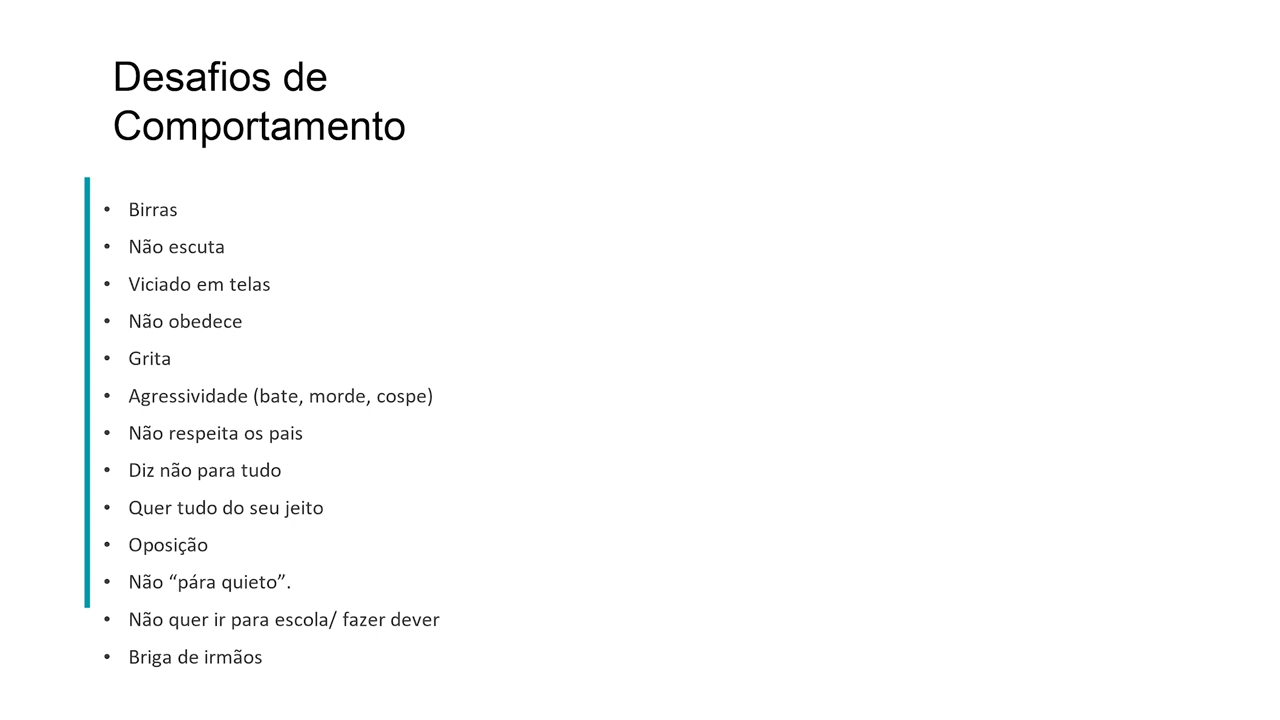 Desafios de
Comportamento
• Birras
• Não escuta
• Viciado em telas
• Não obedece
• Grita
• Agressividade (bate, morde, cospe)
• Não respeita os pais
• Diz não para tudo
• Quer tudo do seu jeito
• Oposição
• Não “pára quieto”.
• Não quer ir para escola/ fazer dever
• Briga de irmãos